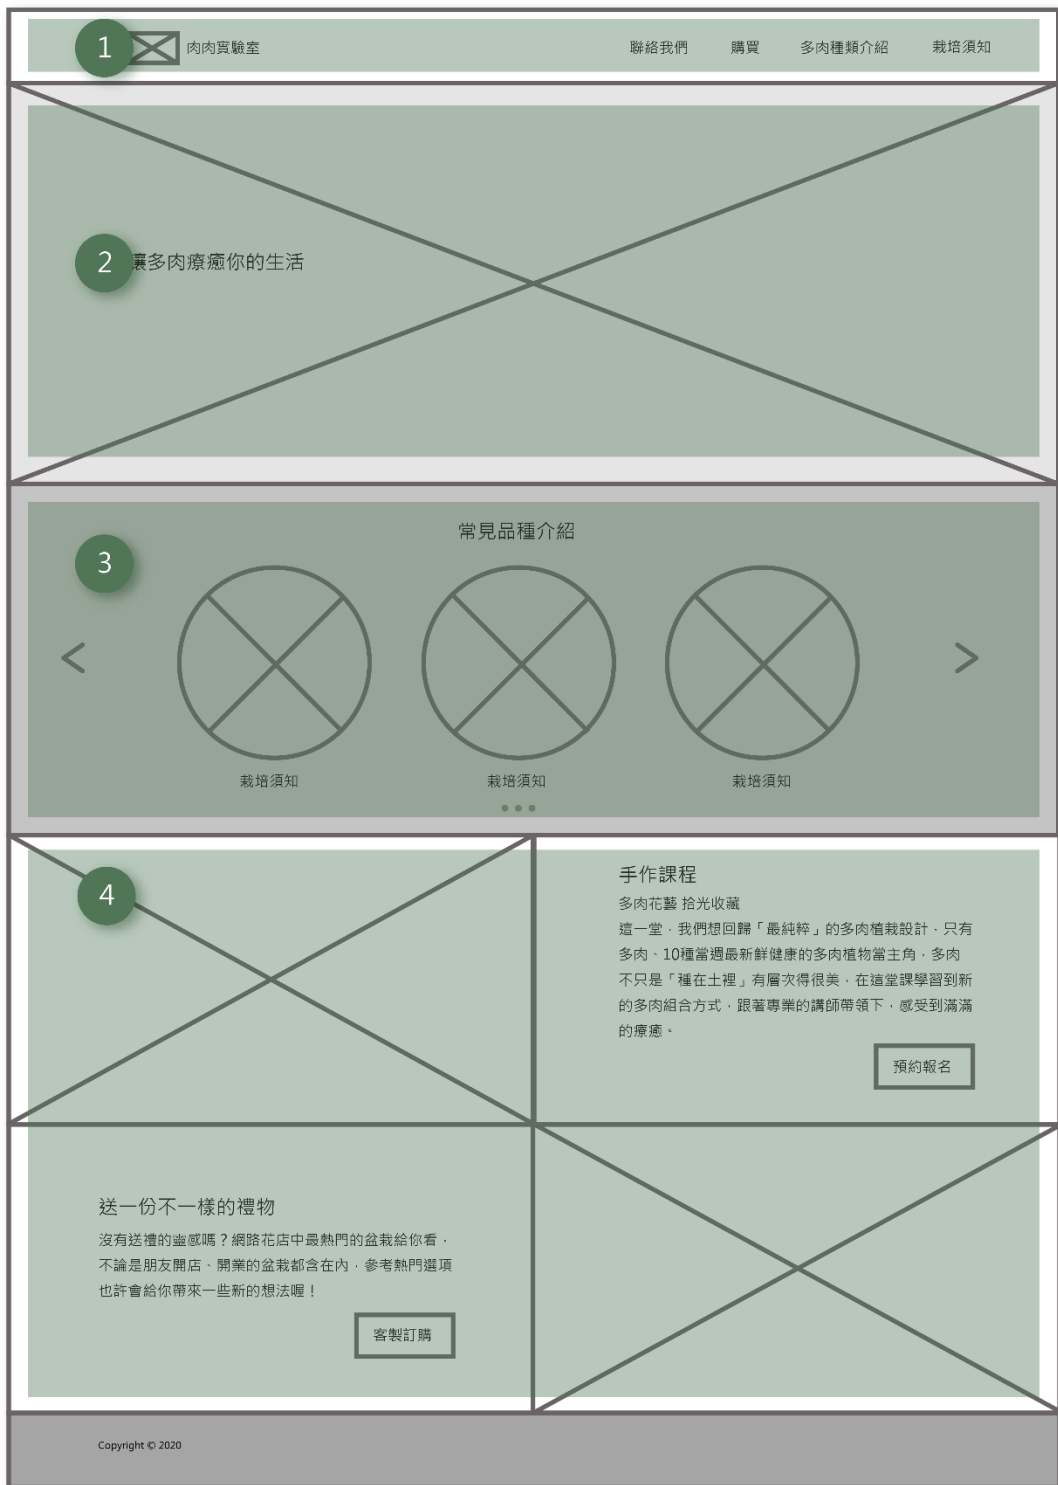 1
肉肉實驗室
聯絡我們 購買 多肉種類介紹 栽培須知
2
讓多肉療癒你的生活
3
常見品種介紹
栽培須知 栽培須知 栽培須知
4
手作課程
多肉花藝 拾光收藏
這一堂，我們想回歸「最純粹」的多肉植栽設計，只有
多肉、10種當週最新鮮健康的多肉植物當主角，多肉
不只是「種在土裡」有層次得很美，在這堂課學習到新
的多肉組合方式，跟著專業的講師帶領下，感受到滿滿
的療癒。
預約報名
送一份不一樣的禮物
沒有送禮的靈感嗎？網路花店中最熱門的盆栽給你看，
不論是朋友開店、開業的盆栽都含在內，參考熱門選項
也許會給你帶來一些新的想法喔！
客製訂購
Copyright © 2020